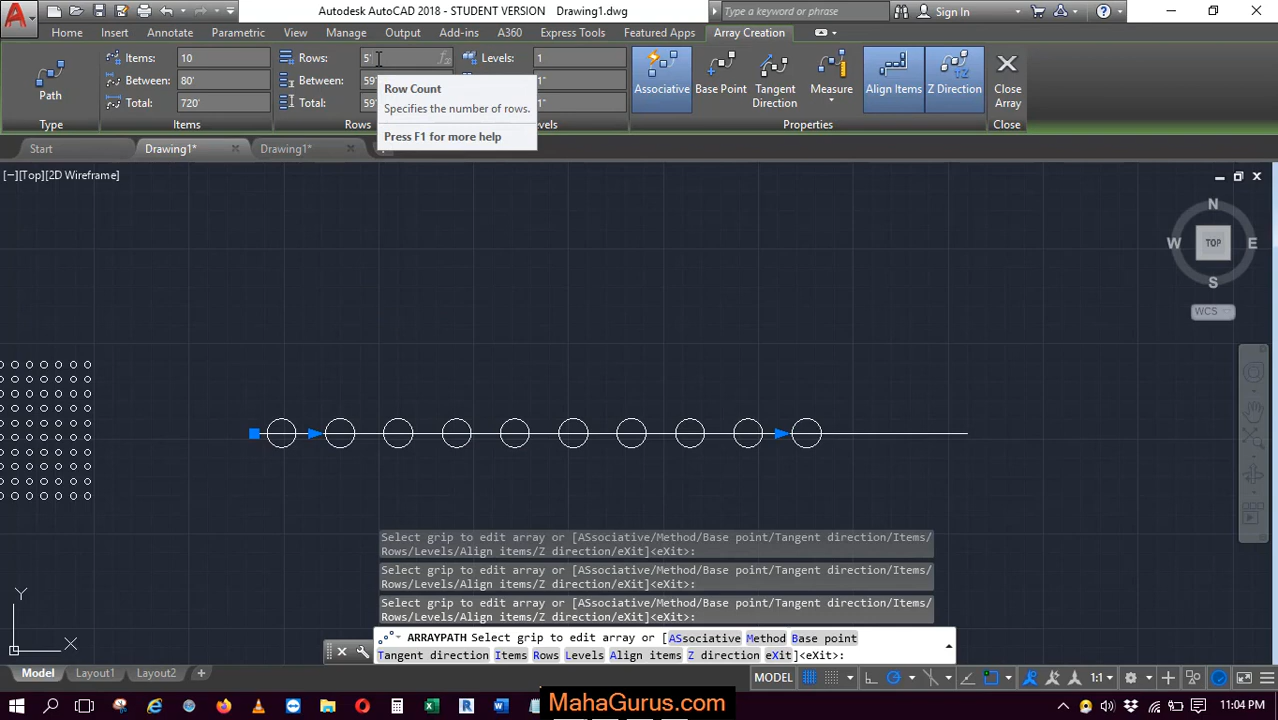 Autodesk AutoCAD 2018 - STUDENT VERSION Drawing1.dwg
Type a keyword or phrase
Sign In
Home Insert Annotate Parametric View Manage Output Add-ins A360 Express Tools Featured Apps Array Creation
Items: 10
Between: 80'
Total: 720'
Rows: 5'
Between: 59'
Total: 59'
Levels: 1
1"
1"
Path
Associative
Base Point
Tangent
Direction
Measure
Align Items
Z Direction
Close
Array
Type
Items
Rows
Properties
Close
Row Count
Specifies the number of rows.
Press F1 for more help
Start
Drawing1*
Drawing1*
[−][Top][2D Wireframe]
N
W
TOP
E
S
WCS
Select grip to edit array or [ASsociative/Method/Base point/Tangent direction/Items/
Rows/Levels/Align items/Z direction/eXit]<eXit>:
Select grip to edit array or [ASsociative/Method/Base point/Tangent direction/Items/
Rows/Levels/Align items/Z direction/eXit]<eXit>:
Select grip to edit array or [ASsociative/Method/Base point/Tangent direction/Items/
Rows/Levels/Align items/Z direction/eXit]<eXit>:
ARRAYPATH Select grip to edit array or [ASsociative Method Base point
Tangent direction Items Rows Levels Align items Z direction eXit]<eXit>:
Y
X
Model Layout1 Layout2
MODEL
1:1
MahaGurus.com
11:04 PM